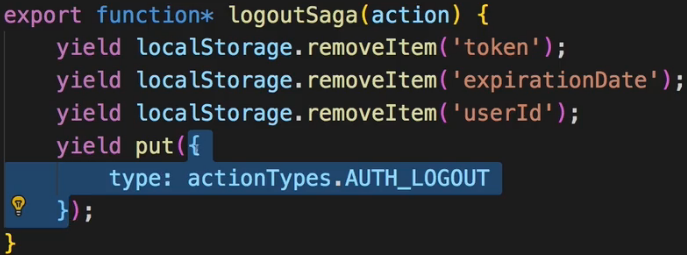 export function* logoutSaga(action) {
    yield localStorage.removeItem('token');
    yield localStorage.removeItem('expirationDate');
    yield localStorage.removeItem('userId');
    yield put({
        type: actionTypes.AUTH_LOGOUT
    });
}